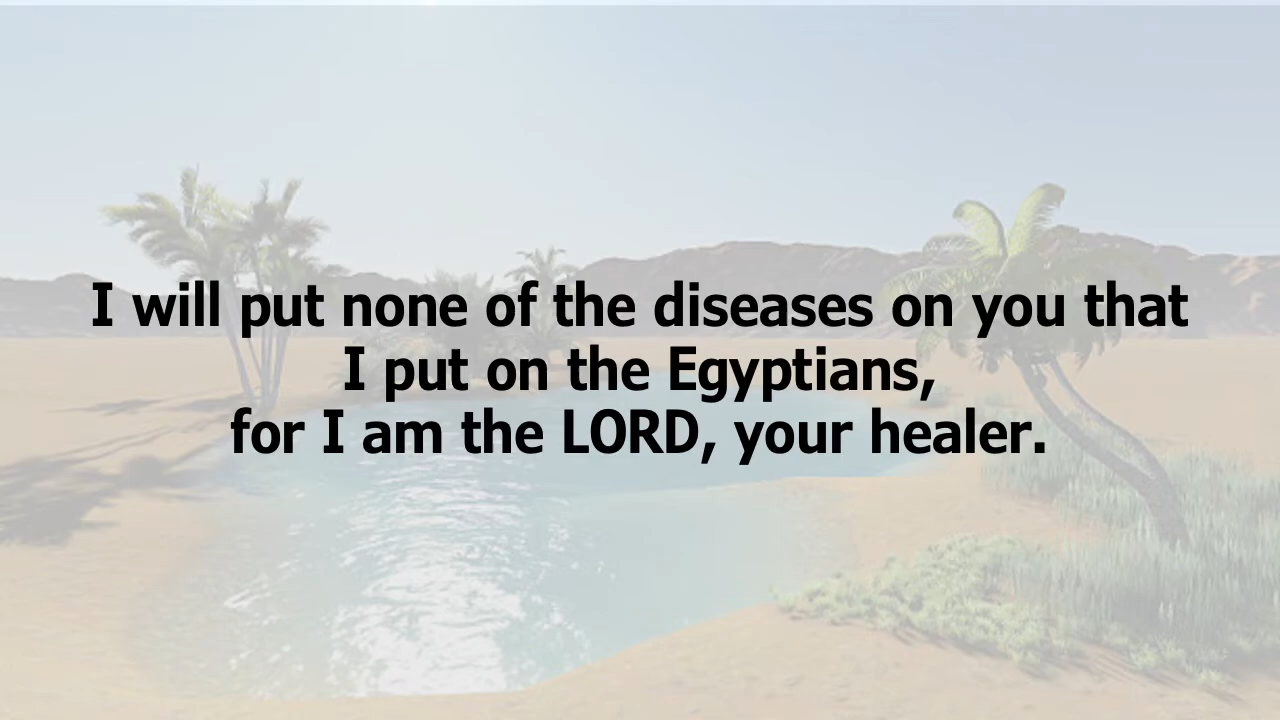 I will put none of the diseases on you that
I put on the Egyptians,
for I am the LORD, your healer.